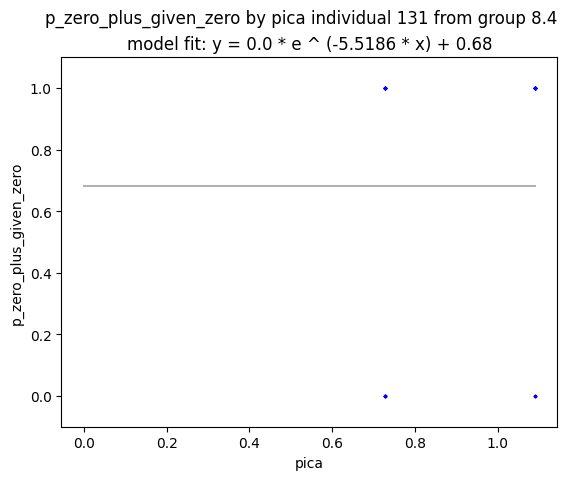 p_zero_plus_given_zero by pica individual 131 from group 8.4
model fit: y = 0.0 * e ^ (-5.5186 * x) + 0.68
1.0
0.8
0.6
0.4
0.2
0.0
p_zero_plus_given_zero
0.0 0.2 0.4 0.6 0.8 1.0
pica